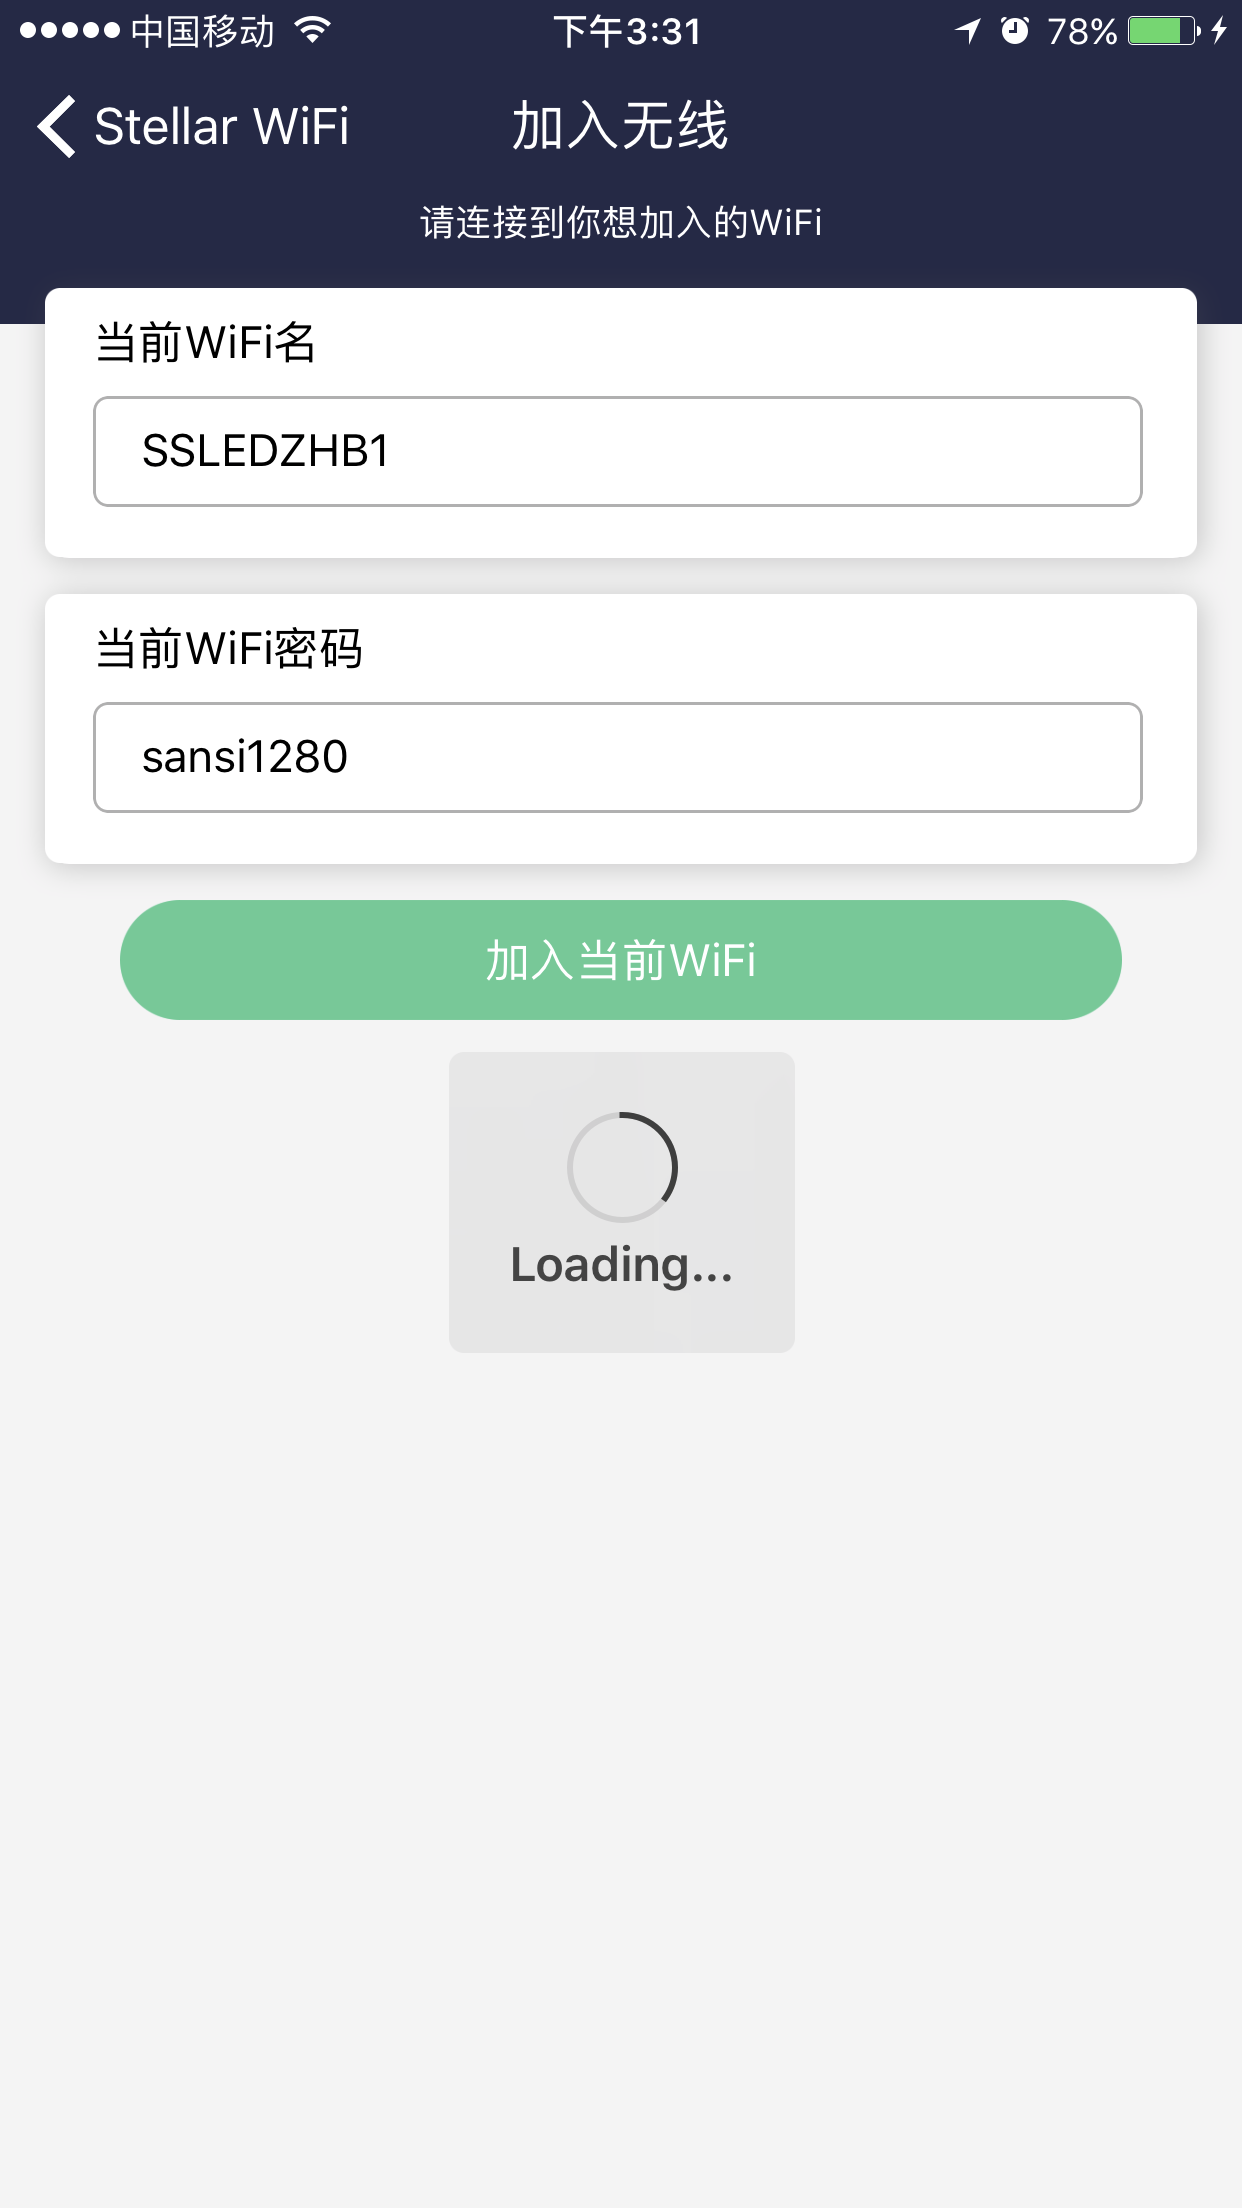 中国移动 下午3:31 78%
Stellar WiFi 加入无线
请连接到你想加入的WiFi
当前WiFi名
SSLEDZHB1
当前WiFi密码
sansi1280
加入当前WiFi
Loading...